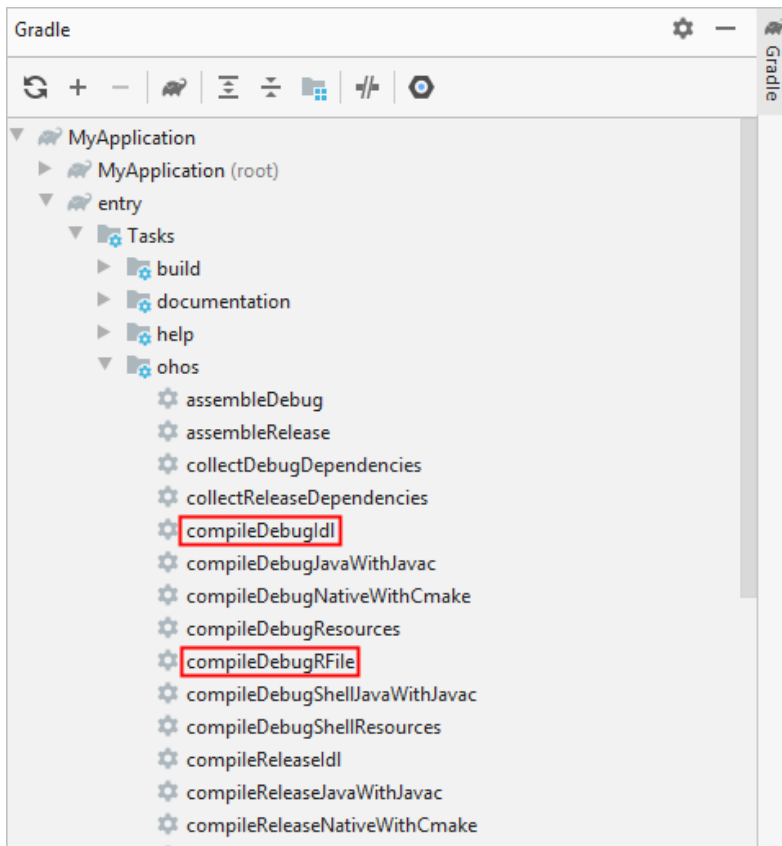 Gradle
Gradle
MyApplication
MyApplication (root)
entry
Tasks
build
documentation
help
ohos
assembleDebug
assembleRelease
collectDebugDependencies
collectReleaseDependencies
compileDebugIdl
compileDebugJavaWithJavac
compileDebugNativeWithCmake
compileDebugResources
compileDebugRFile
compileDebugShellJavaWithJavac
compileDebugShellResources
compileReleaseIdl
compileReleaseJavaWithJavac
compileReleaseNativeWithCmake